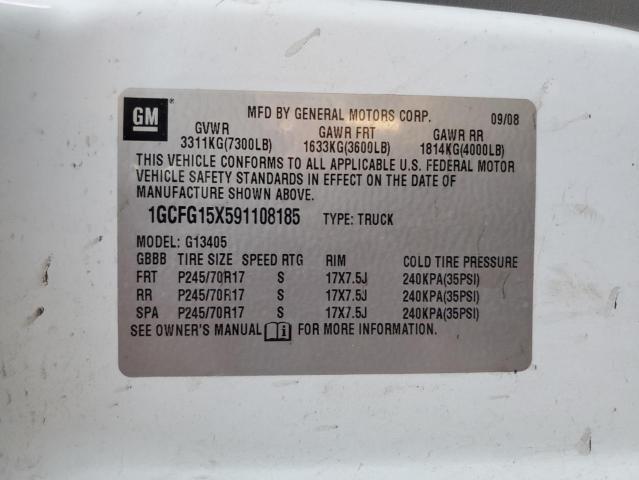 GM
MFD BY GENERAL MOTORS CORP. 09/08
GVWR GAWR FRT GAWR RR
3311KG(7300LB) 1633KG(3600LB) 1814KG(4000LB)
THIS VEHICLE CONFORMS TO ALL APPLICABLE U.S. FEDERAL MOTOR
VEHICLE SAFETY STANDARDS IN EFFECT ON THE DATE OF
MANUFACTURE SHOWN ABOVE.
1GCFG15X591108185 TYPE: TRUCK
MODEL: G13405
GBBB TIRE SIZE SPEED RTG RIM COLD TIRE PRESSURE
FRT P245/70R17 S 17X7.5J 240KPA(35PSI)
RR P245/70R17 S 17X7.5J 240KPA(35PSI)
SPA P245/70R17 S 17X7.5J 240KPA(35PSI)
SEE OWNER'S MANUAL i FOR MORE INFORMATION.